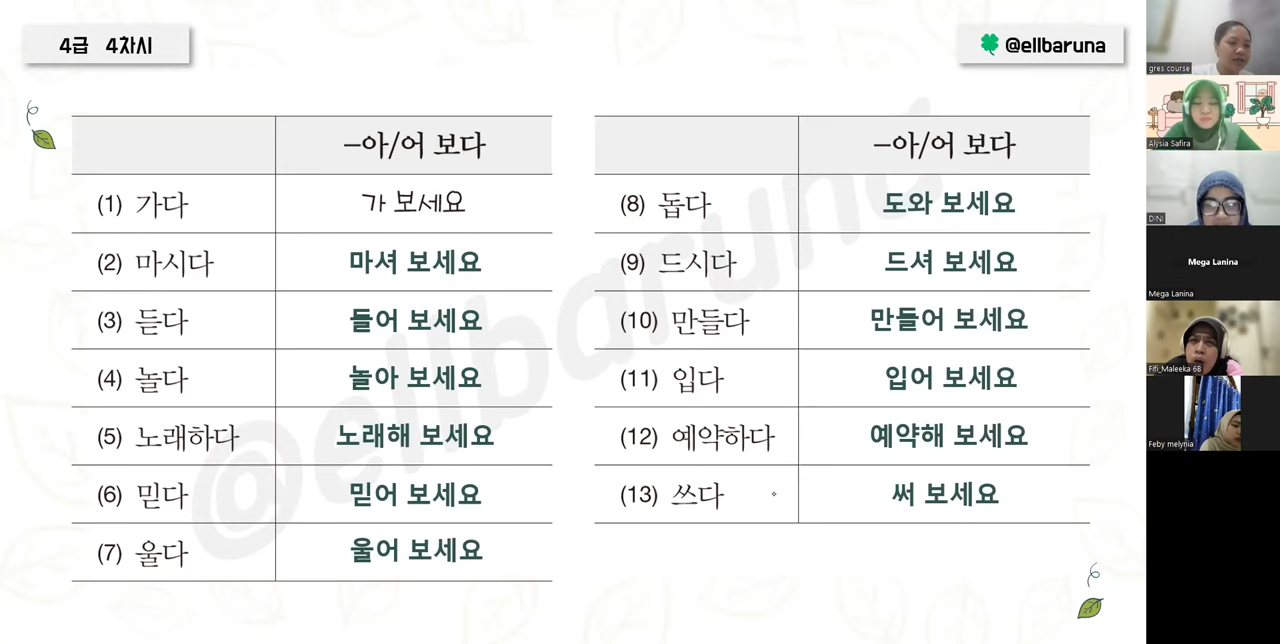 4급 4차시
@ellbaruna
-아/어 보다
(1) 가다 가 보세요
(2) 마시다 마셔 보세요
(3) 듣다 들어 보세요
(4) 놀다 놀아 보세요
(5) 노래하다 노래해 보세요
(6) 믿다 믿어 보세요
(7) 울다 울어 보세요
-아/어 보다
(8) 돕다 도와 보세요
(9) 드시다 드셔 보세요
(10) 만들다 만들어 보세요
(11) 입다 입어 보세요
(12) 예약하다 예약해 보세요
(13) 쓰다 써 보세요
@ellbaruna
gres course
Alysia Safira
DINI
Mega Lanina
Mega Lanina
Fifi_Maleeka 6B
Feby melynia